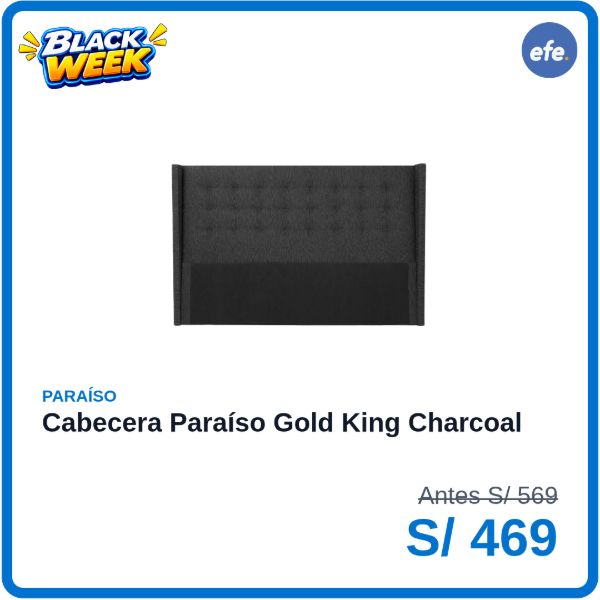 BLACK
WEEK
efe.
PARAÍSO
Cabecera Paraíso Gold King Charcoal
Antes S/ 569
S/ 469